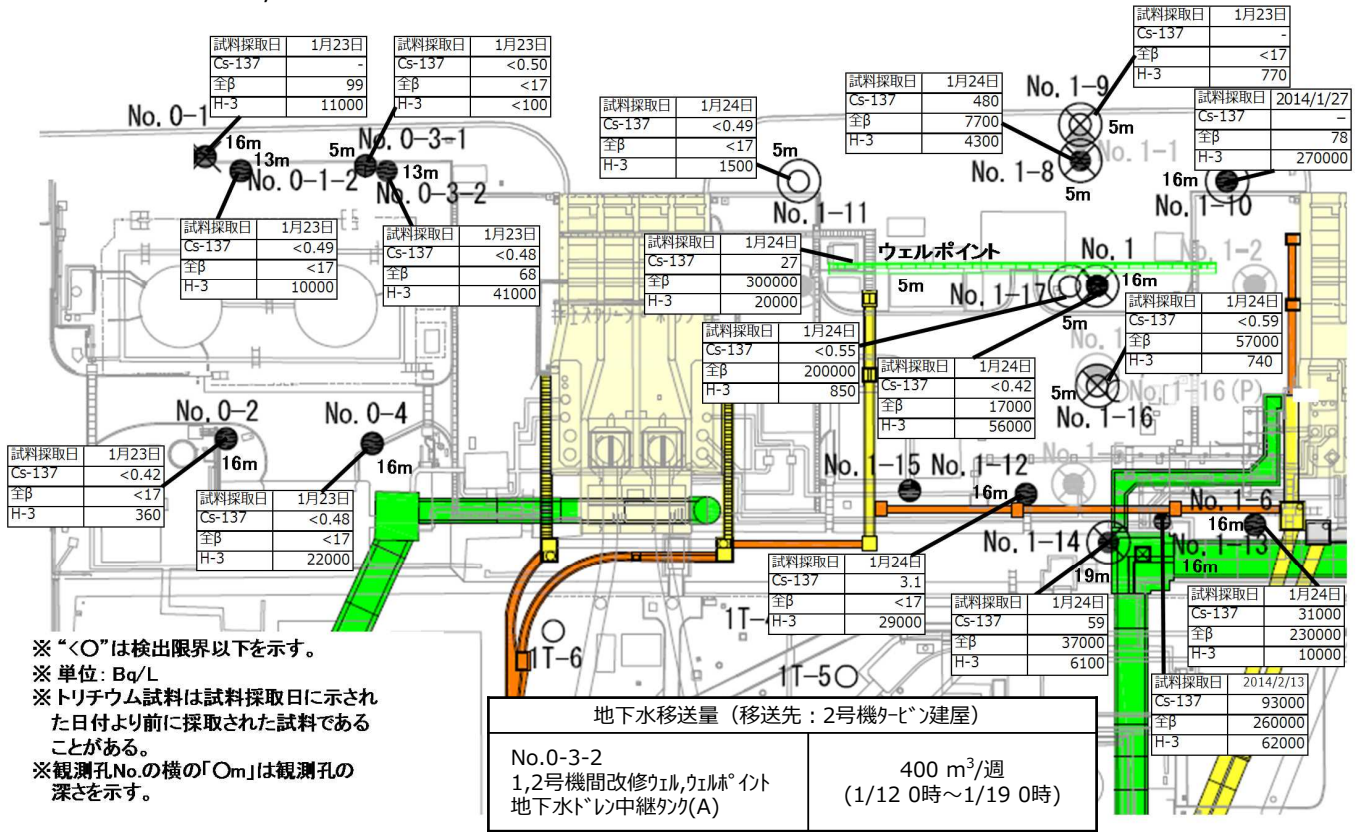 試料採取日 1月23日
Cs-137 -
全β <17
H-3 770
試料採取日 1月23日
Cs-137 -
全β 99
H-3 11000
試料採取日 1月23日
Cs-137 <0.50
全β <17
H-3 <100
試料採取日 1月24日
Cs-137 480
全β 7700
H-3 4300
No. 1-9
5m
試料採取日 2014/1/27
Cs-137 –
全β 78
H-3 270000
試料採取日 1月24日
Cs-137 <0.49
全β <17
H-3 1500
No. 0-1
16m
13m
No. 0-1-2
No. 0-3-1
5m
13m
No. 0-3-2
5m
No. 1-11
No. 1-1
No. 1-8
5m
16m
No. 1-10
試料採取日 1月23日
Cs-137 <0.49
全β <17
H-3 10000
試料採取日 1月23日
Cs-137 <0.48
全β 68
H-3 41000
試料採取日 1月24日
Cs-137 27
全β 300000
H-3 20000
ウェルポイント
5m
No. 1
16m
No. 1-2
No. 1-17
5m
試料採取日 1月24日
Cs-137 <0.59
全β 57000
H-3 740
試料採取日 1月24日
Cs-137 <0.55
全β 200000
H-3 850
試料採取日 1月24日
Cs-137 <0.42
全β 17000
H-3 56000
5m
No. 1-16
No. 1-16(P)
No. 0-2
16m
No. 0-4
16m
試料採取日 1月23日
Cs-137 <0.42
全β <17
H-3 360
試料採取日 1月23日
Cs-137 <0.48
全β <17
H-3 22000
No. 1-15
No. 1-12
16m
No. 1-5
No. 1-6
16m
No. 1-14
19m
No. 1-13
16m
試料採取日 1月24日
Cs-137 3.1
全β <17
H-3 29000
試料採取日 1月24日
Cs-137 59
全β 37000
H-3 6100
試料採取日 1月24日
Cs-137 31000
全β 230000
H-3 10000
試料採取日 2014/2/13
Cs-137 93000
全β 260000
H-3 62000
1T-6
1T-5
※ “<○”は検出限界以下を示す。
※ 単位: Bq/L
※トリチウム試料は試料採取日に示され
た日付より前に採取された試料である
ことがある。
※観測孔No.の横の「○m」は観測孔の
深さを示す。
地下水移送量（移送先：2号機ﾀｰﾋﾞﾝ建屋）
No.0-3-2
1,2号機間改修ｳｪﾙ,ｳｪﾙﾎﾟｲﾝﾄ
地下水ﾄﾞﾚﾝ中継ﾀﾝｸ(A)
400 m³/週
(1/12 0時～1/19 0時)